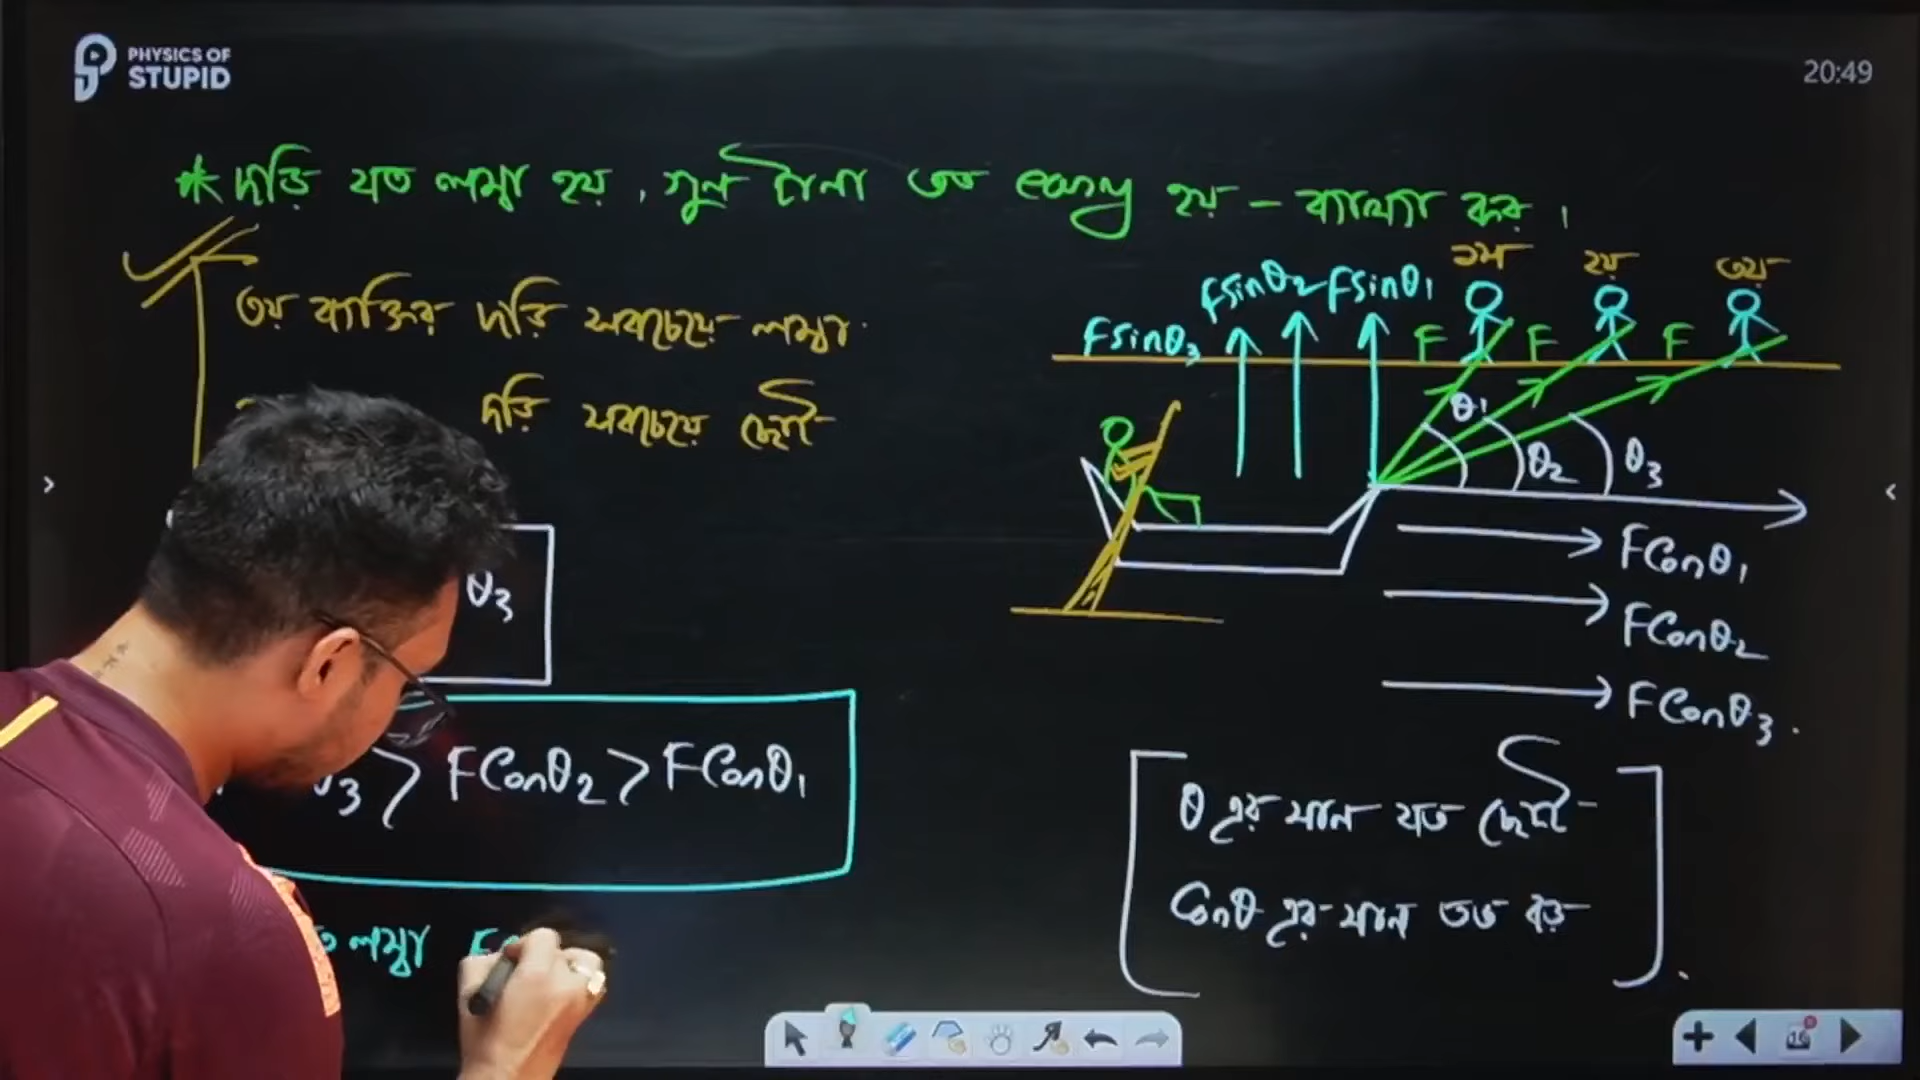 PHYSICS OF
STUPID
20:49
* দড়ি যত লম্বা হয়, গুন টানা তত easy হয় – ব্যাখ্যা কর।
৩য় ব্যক্তির দড়ি সবচেয়ে লম্বা
দড়ি সবচেয়ে ছোট
θ3
θ3 > FCosθ2 > FCosθ1
লম্বা
১ম
২য়
৩য়
Fsinθ3
Fsinθ2
Fsinθ1
F
F
F
θ1
θ2
θ3
FCosθ1
FCosθ2
FCosθ3.
θ এর মান যত ছোট
Cosθ এর মান তত বড়